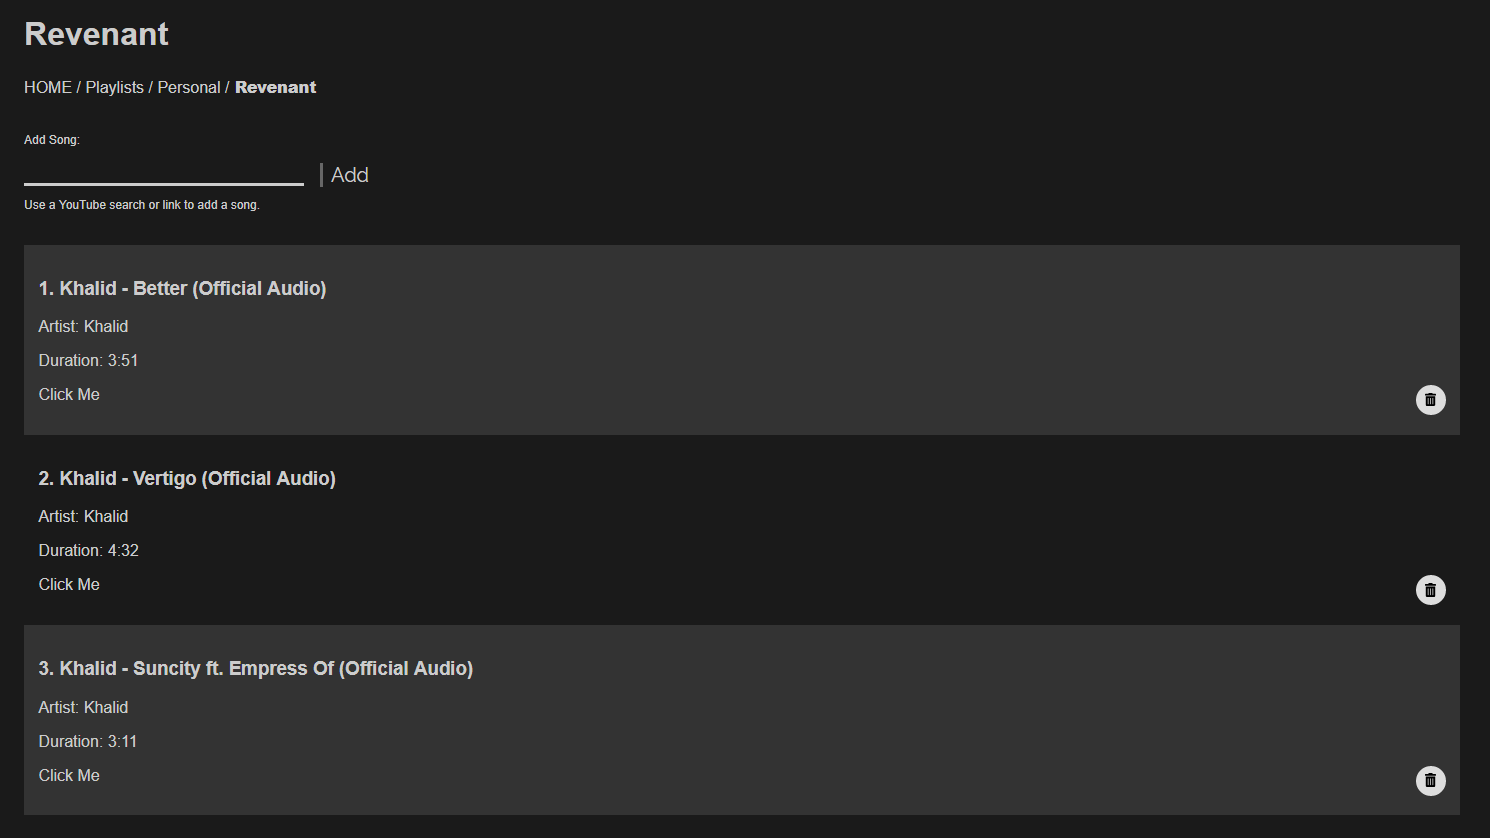 Revenant
HOME / Playlists / Personal / Revenant
Add Song:
Add
Use a YouTube search or link to add a song.
1. Khalid - Better (Official Audio)
Artist: Khalid
Duration: 3:51
Click Me
2. Khalid - Vertigo (Official Audio)
Artist: Khalid
Duration: 4:32
Click Me
3. Khalid - Suncity ft. Empress Of (Official Audio)
Artist: Khalid
Duration: 3:11
Click Me